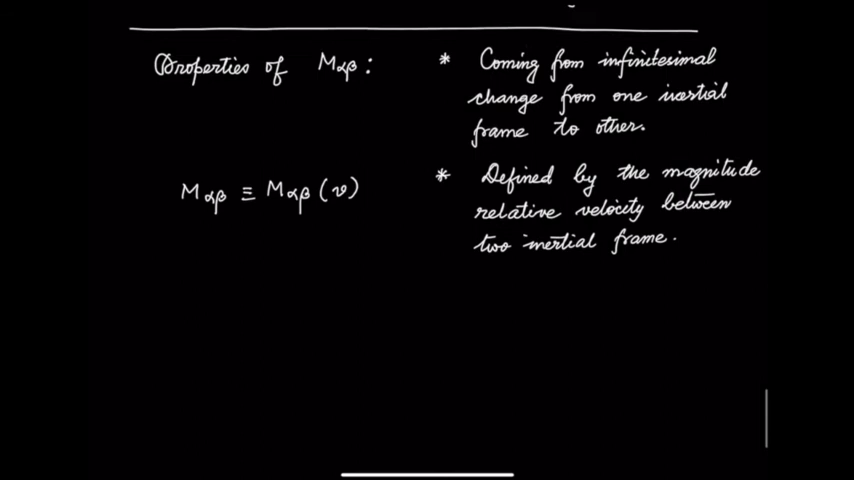 Properties of Mαβ : * Coming from infinitesimal
change from one inertial
frame to other.
Mαβ ≡ Mαβ (v) * Defined by the magnitude
relative velocity between
two inertial frame.